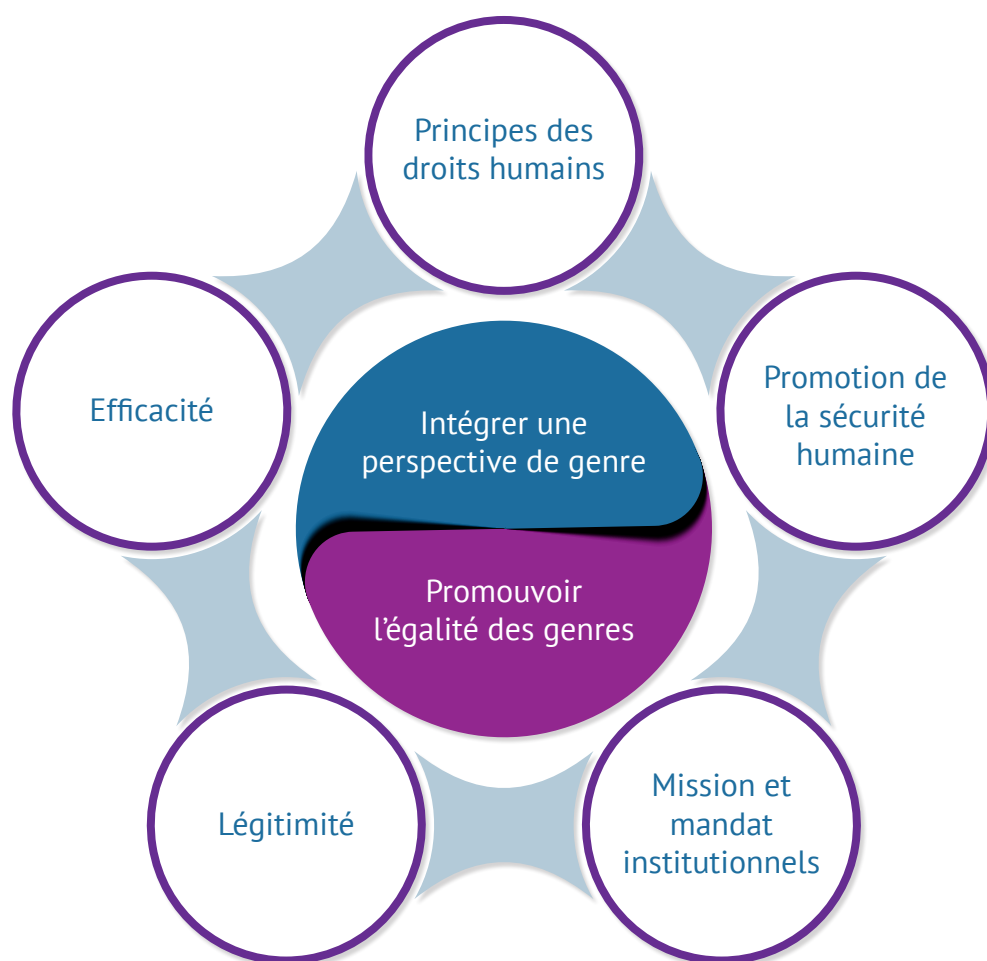 Principes des
droits humains
Efficacité
Promotion de
la sécurité
humaine
Intégrer une
perspective de genre
Promouvoir
l’égalité des genres
Légitimité
Mission et
mandat
institutionnels